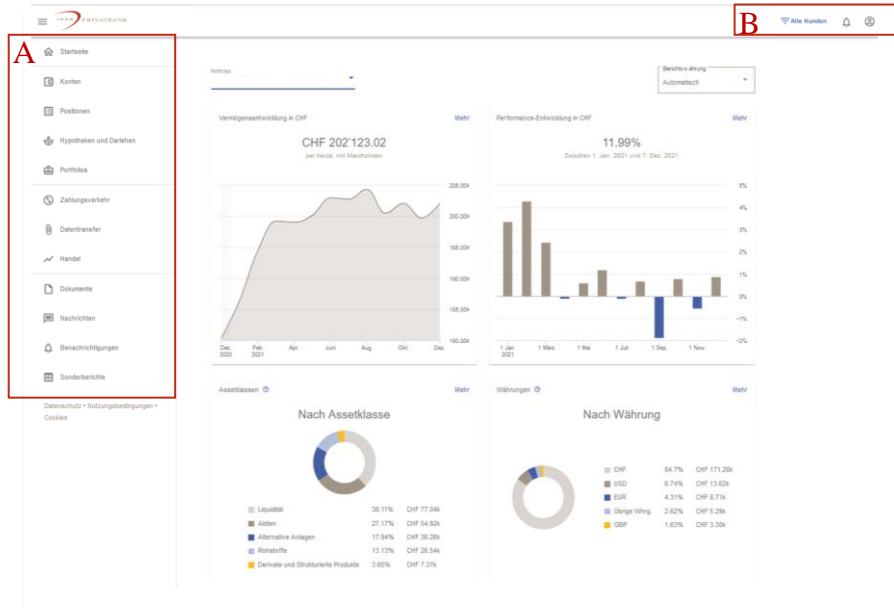 PRIVATBANK
B
Alle Kunden
A
Startseite
Konten
Positionen
Hypotheken und Darlehen
Portfolios
Zahlungsverkehr
Datentransfer
Handel
Dokumente
Nachrichten
Benachrichtigungen
Sonderberichte
Datenschutz • Nutzungsbedingungen •
Cookies
Portfolios
Berichtswährung
Automatisch
Vermögensentwicklung in CHF
Mehr
CHF 202'123.02
per heute, mit Marchzinsen
205.00k
200.00k
195.00k
190.00k
185.00k
180.00k
Dez. Feb. Apr. Juni Aug. Okt. Dez.
2020 2021
Performance-Entwicklung in CHF
Mehr
11.99%
Zwischen 1. Jan. 2021 und 7. Dez. 2021
5%
4%
3%
2%
1%
0%
-1%
-2%
1 Jan. 1 März 1 Mai 1 Juli 1 Sep. 1 Nov.
2021
Assetklassen
Mehr
Nach Assetklasse
Liquidität 38.11% CHF 77.04k
Aktien 27.17% CHF 54.92k
Alternative Anlagen 17.94% CHF 36.26k
Rohstoffe 13.13% CHF 26.54k
Derivate und Strukturierte Produkte 3.65% CHF 7.37k
Währungen
Mehr
Nach Währung
CHF 84.7% CHF 171.20k
USD 6.74% CHF 13.62k
EUR 4.31% CHF 8.71k
Übrige Whrg. 2.62% CHF 5.29k
GBP 1.63% CHF 3.30k